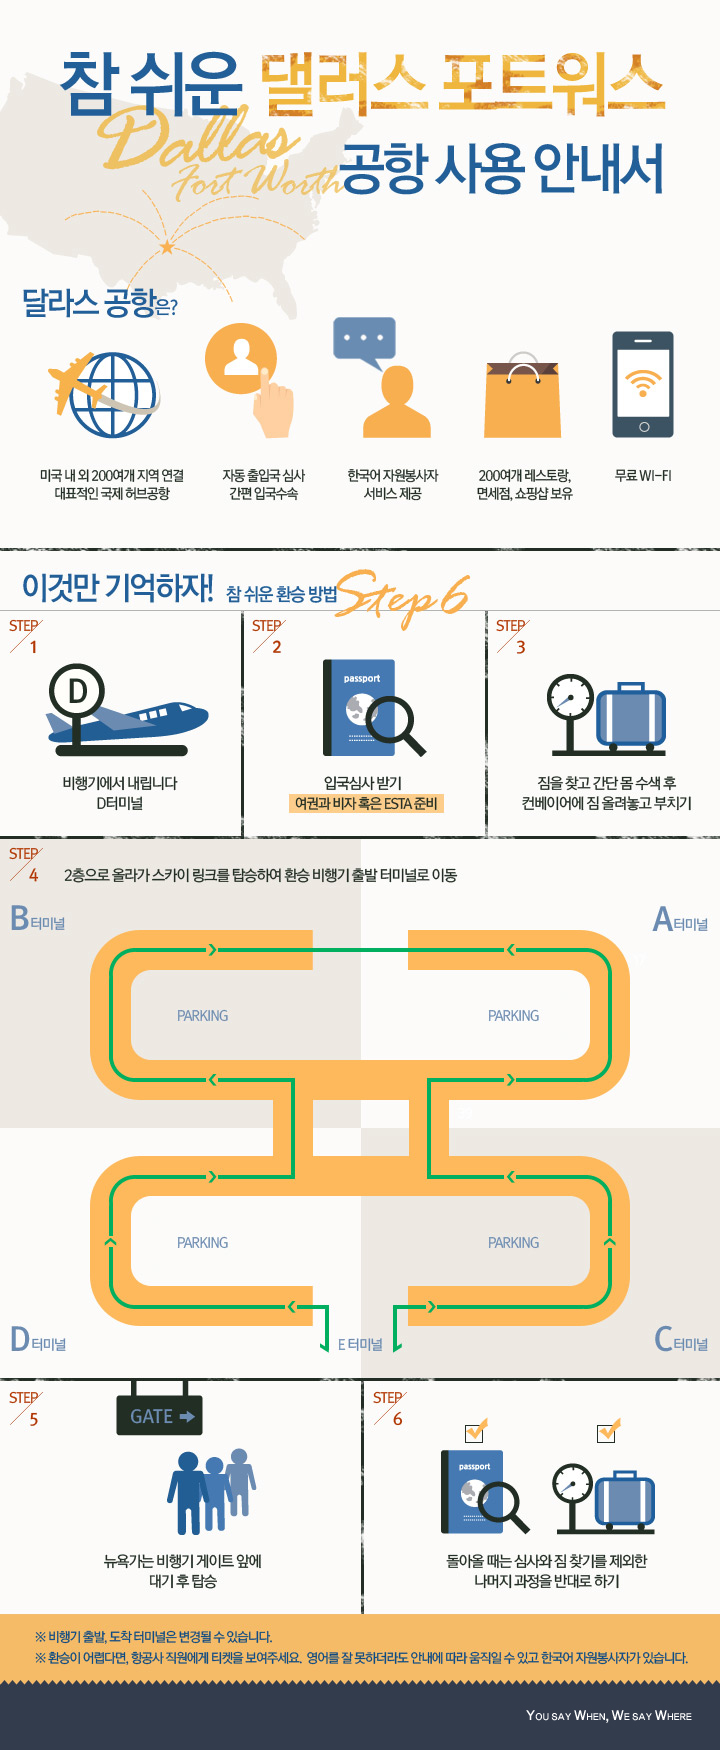 참 쉬운 댈러스 포트워스
Dallas
Fort Worth
공항 사용 안내서
달라스 공항은?
미국 내 외 200여개 지역 연결
대표적인 국제 허브공항
자동 출입국 심사
간편 입국수속
한국어 자원봉사자
서비스 제공
200여개 레스토랑,
면세점, 쇼핑샵 보유
무료 WI-FI
이것만 기억하자! 참 쉬운 환승 방법 Step 6
STEP
1
D
비행기에서 내립니다
D터미널
STEP
2
passport
입국심사 받기
여권과 비자 혹은 ESTA 준비
STEP
3
짐을 찾고 간단 몸 수색 후
컨베이어에 짐 올려놓고 부치기
STEP
4
2층으로 올라가 스카이 링크를 탑승하여 환승 비행기 출발 터미널로 이동
B터미널
A터미널
PARKING
PARKING
PARKING
PARKING
D터미널
E 터미널
C터미널
STEP
5
GATE
뉴욕가는 비행기 게이트 앞에
대기 후 탑승
STEP
6
passport
돌아올 때는 심사와 짐 찾기를 제외한
나머지 과정을 반대로 하기
※ 비행기 출발, 도착 터미널은 변경될 수 있습니다.
※ 환승이 어렵다면, 항공사 직원에게 티켓을 보여주세요. 영어를 잘 못하더라도 안내에 따라 움직일 수 있고 한국어 자원봉사자가 있습니다.
YOU SAY WHEN, WE SAY WHERE